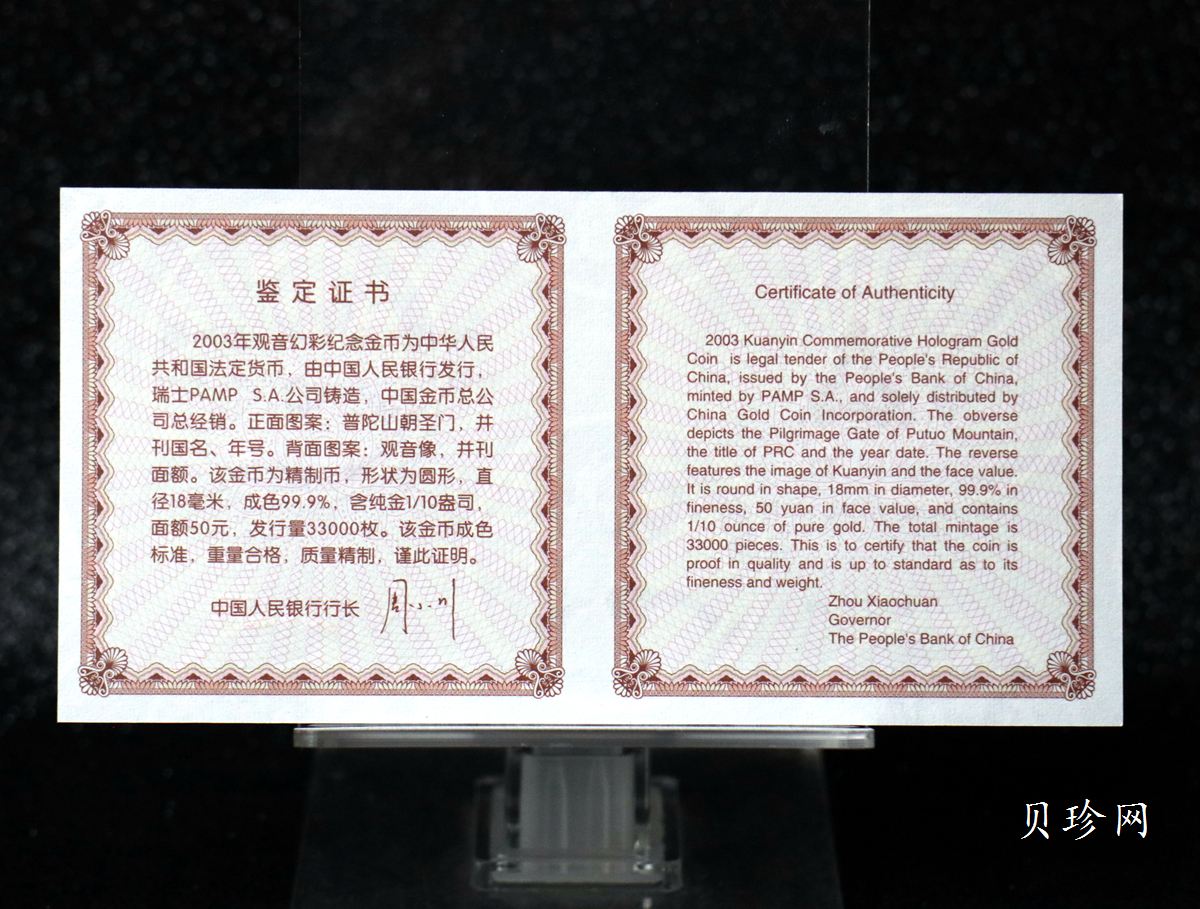 鉴定证书
2003年观音幻彩纪念金币为中华人民
共和国法定货币，由中国人民银行发行，
瑞士PAMP S.A.公司铸造，中国金币总公
司总经销。正面图案：普陀山朝圣门，并
刊国名、年号。背面图案：观音像，并刊
面额。该金币为精制币，形状为圆形，直
径18毫米，成色99.9%，含纯金1/10盎司，
面额50元，发行量33000枚。该金币成色
标准，重量合格，质量精制，谨此证明。
中国人民银行行长 周小川
Certificate of Authenticity
2003 Kuanyin Commemorative Hologram Gold
Coin is legal tender of the People's Republic of
China, issued by the People's Bank of China,
minted by PAMP S.A., and solely distributed by
China Gold Coin Incorporation. The obverse
depicts the Pilgrimage Gate of Putuo Mountain,
the title of PRC and the year date. The reverse
features the image of Kuanyin and the face value.
It is round in shape, 18mm in diameter, 99.9% in
fineness, 50 yuan in face value, and contains
1/10 ounce of pure gold. The total mintage is
33000 pieces. This is to certify that the coin is
proof in quality and is up to standard as to its
fineness and weight.
Zhou Xiaochuan
Governor
The People's Bank of China
贝珍网